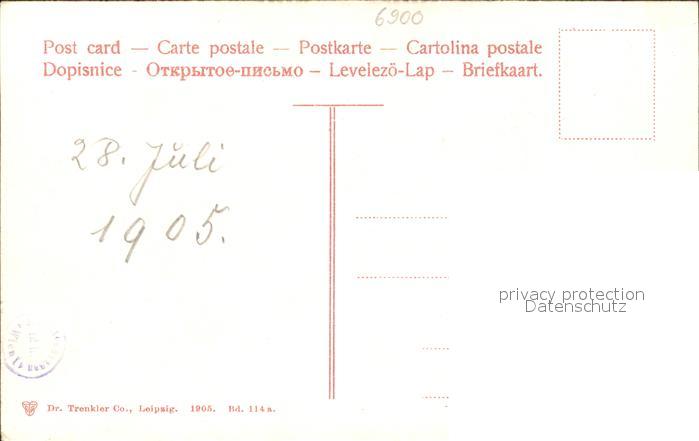 6900
Post card — Carte postale — Postkarte — Cartolina postale
Dopisnice - Открытое-письмо – Levelezö-Lap – Briefkaart.
28. Juli
1905.
privacy protection
Datenschutz
Dr. Trenkler Co., Leipzig. 1905. Bd. 114a.